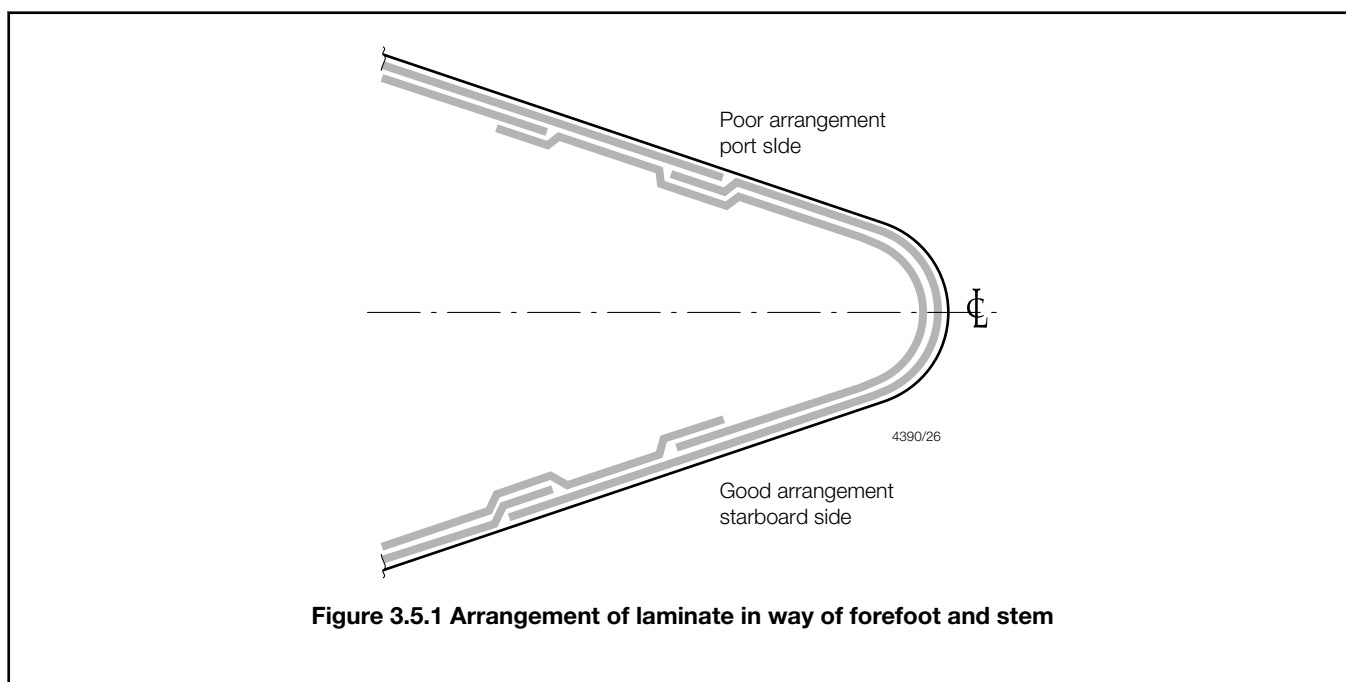 Poor arrangement
port sIde
℄
4390/26
Good arrangement
starboard side
Figure 3.5.1 Arrangement of laminate in way of forefoot and stem